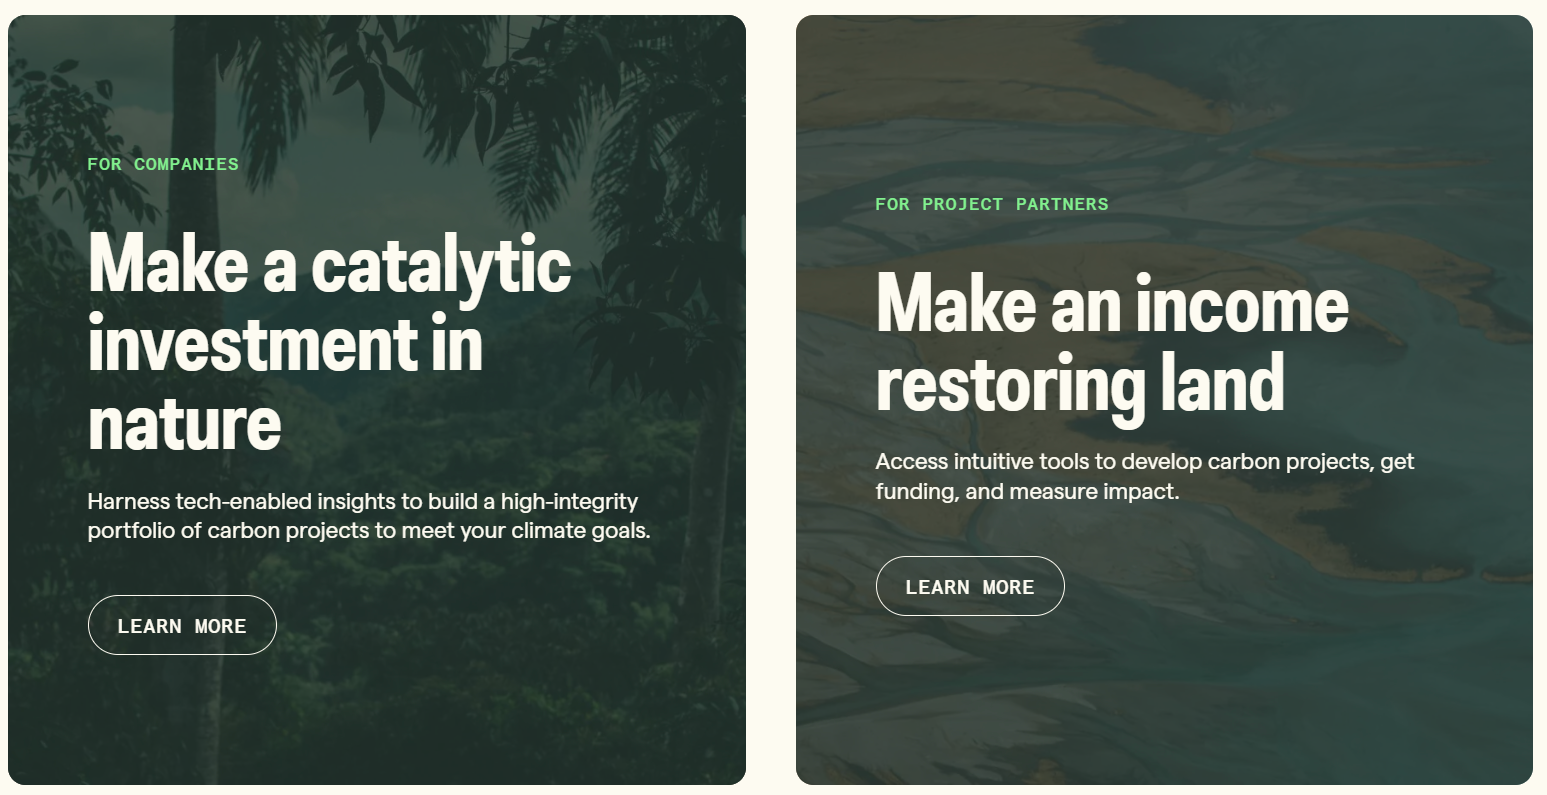 FOR COMPANIES
Make a catalytic
investment in
nature
Harness tech-enabled insights to build a high-integrity
portfolio of carbon projects to meet your climate goals.
LEARN MORE
FOR PROJECT PARTNERS
Make an income
restoring land
Access intuitive tools to develop carbon projects, get
funding, and measure impact.
LEARN MORE